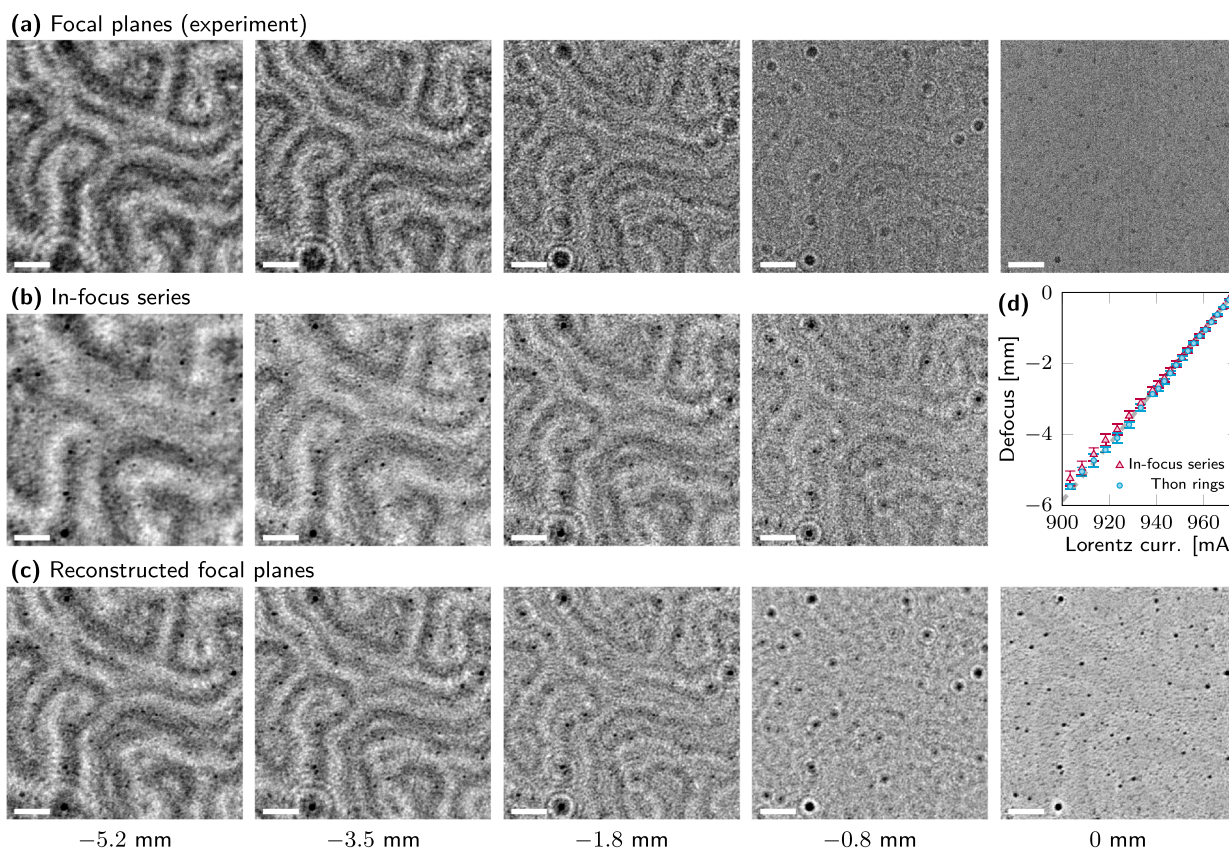 (a) Focal planes (experiment)
(b) In-focus series
(d)
0
−2
−4
−6
Defocus [mm]
In-focus series
Thon rings
900 920 940 960
Lorentz curr. [mA
(c) Reconstructed focal planes
−5.2 mm −3.5 mm −1.8 mm −0.8 mm 0 mm